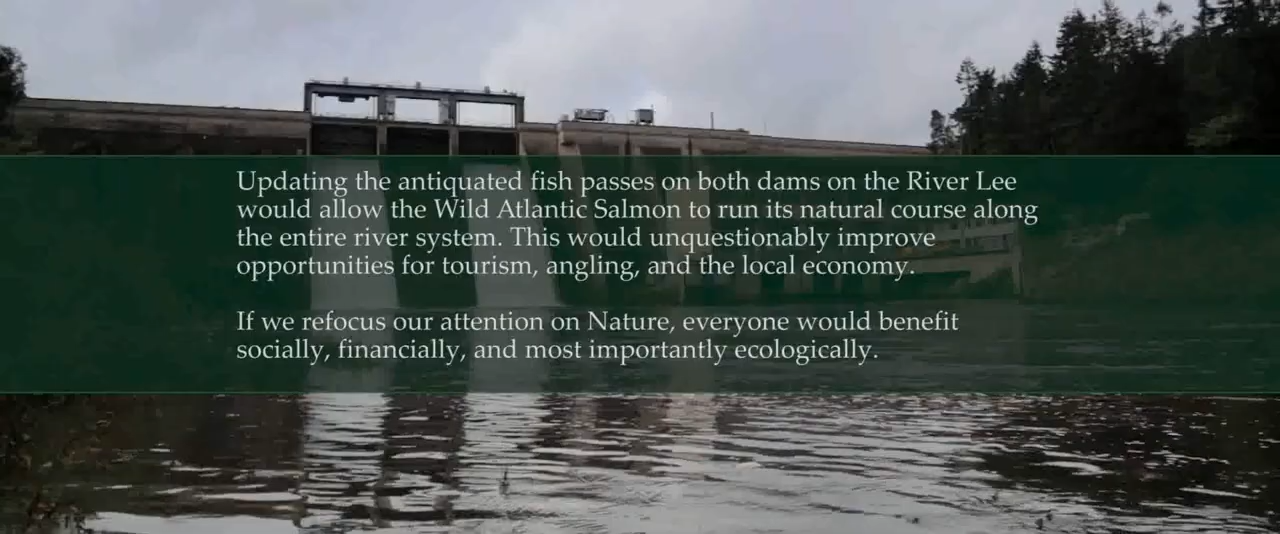 Updating the antiquated fish passes on both dams on the River Lee
would allow the Wild Atlantic Salmon to run its natural course along
the entire river system. This would unquestionably improve
opportunities for tourism, angling, and the local economy.
If we refocus our attention on Nature, everyone would benefit
socially, financially, and most importantly ecologically.